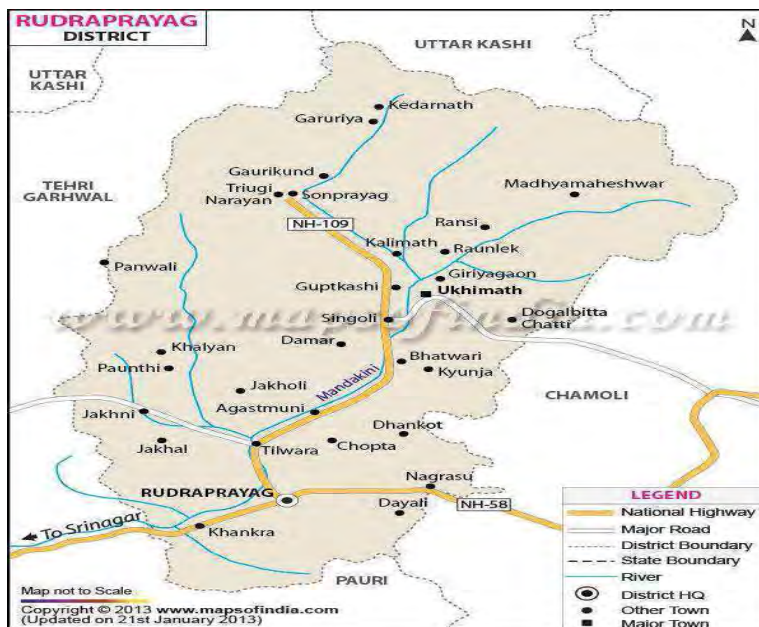 RUDRAPRAYAG
DISTRICT
N
UTTAR KASHI
UTTAR
KASHI
Kedarnath
Garuriya
Gaurikund
TEHRI
GARHWAL
Triugi
Narayan
Sonprayag
Madhyamaheshwar
NH-109
Ransi
Kalimath
Raunlek
Panwali
Giriyagaon
Guptkashi
Ukhimath
www.mapsofindia.com
Singoli
Dogalbitta
Chatti
Damar
Khalyan
Bhatwari
Paunthi
Kyunja
Jakholi
Mandakini
CHAMOLI
Agastmuni
Jakhni
Dhankot
Jakhal
Tilwara
Chopta
Nagrasu
RUDRAPRAYAG
NH-58
Dayali
To Srinagar
Khankra
PAURI
LEGEND
National Highway
Major Road
District Boundary
State Boundary
River
District HQ
Other Town
Major Town
Map not to Scale
Copyright © 2013 www.mapsofindia.com
(Updated on 21st January 2013)